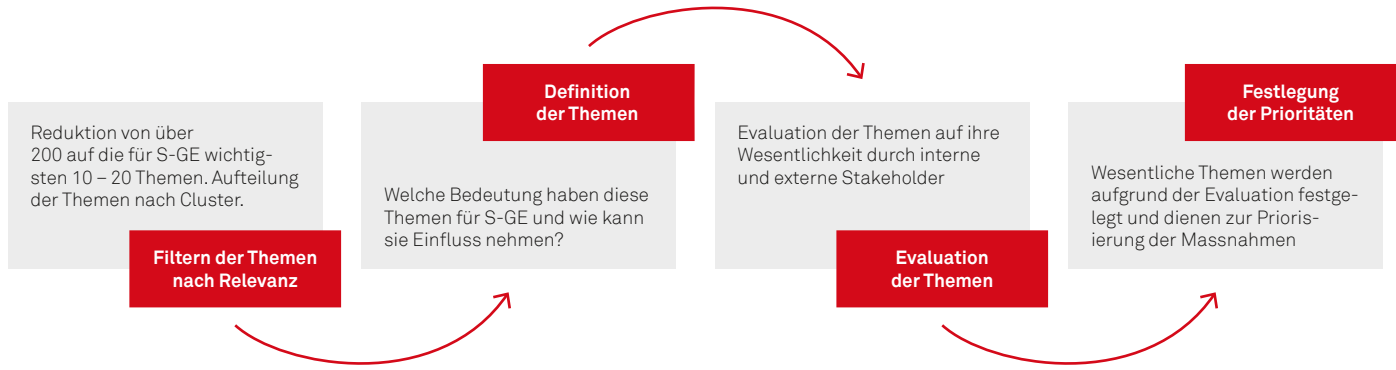 Reduktion von über
200 auf die für S-GE wichtig-
sten 10 – 20 Themen. Aufteilung
der Themen nach Cluster.
Filtern der Themen
nach Relevanz
Definition
der Themen
Welche Bedeutung haben diese
Themen für S-GE und wie kann
sie Einfluss nehmen?
Evaluation der Themen auf ihre
Wesentlichkeit durch interne
und externe Stakeholder
Evaluation
der Themen
Festlegung
der Prioritäten
Wesentliche Themen werden
aufgrund der Evaluation festge-
legt und dienen zur Prioris-
ierung der Massnahmen